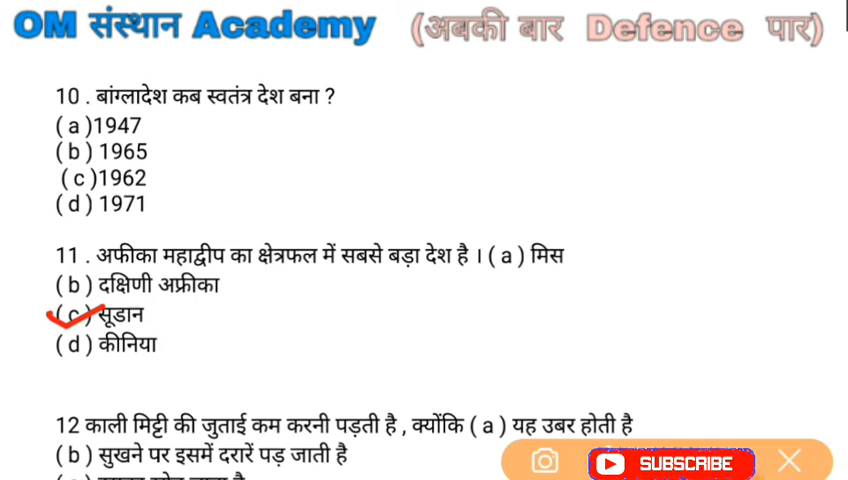 OM संस्थान Academy (अबकी बार Defence पार)
10 . बांग्लादेश कब स्वतंत्र देश बना ?
( a )1947
( b ) 1965
( c )1962
( d ) 1971
11 . अफीका महाद्वीप का क्षेत्रफल में सबसे बड़ा देश है । ( a ) मिस
( b ) दक्षिणी अफ्रीका
( c ) सूडान
( d ) कीनिया
12 काली मिट्टी की जुताई कम करनी पड़ती है , क्योंकि ( a ) यह उबर होती है
( b ) सुखने पर इसमें दरारें पड़ जाती है
SUBSCRIBE